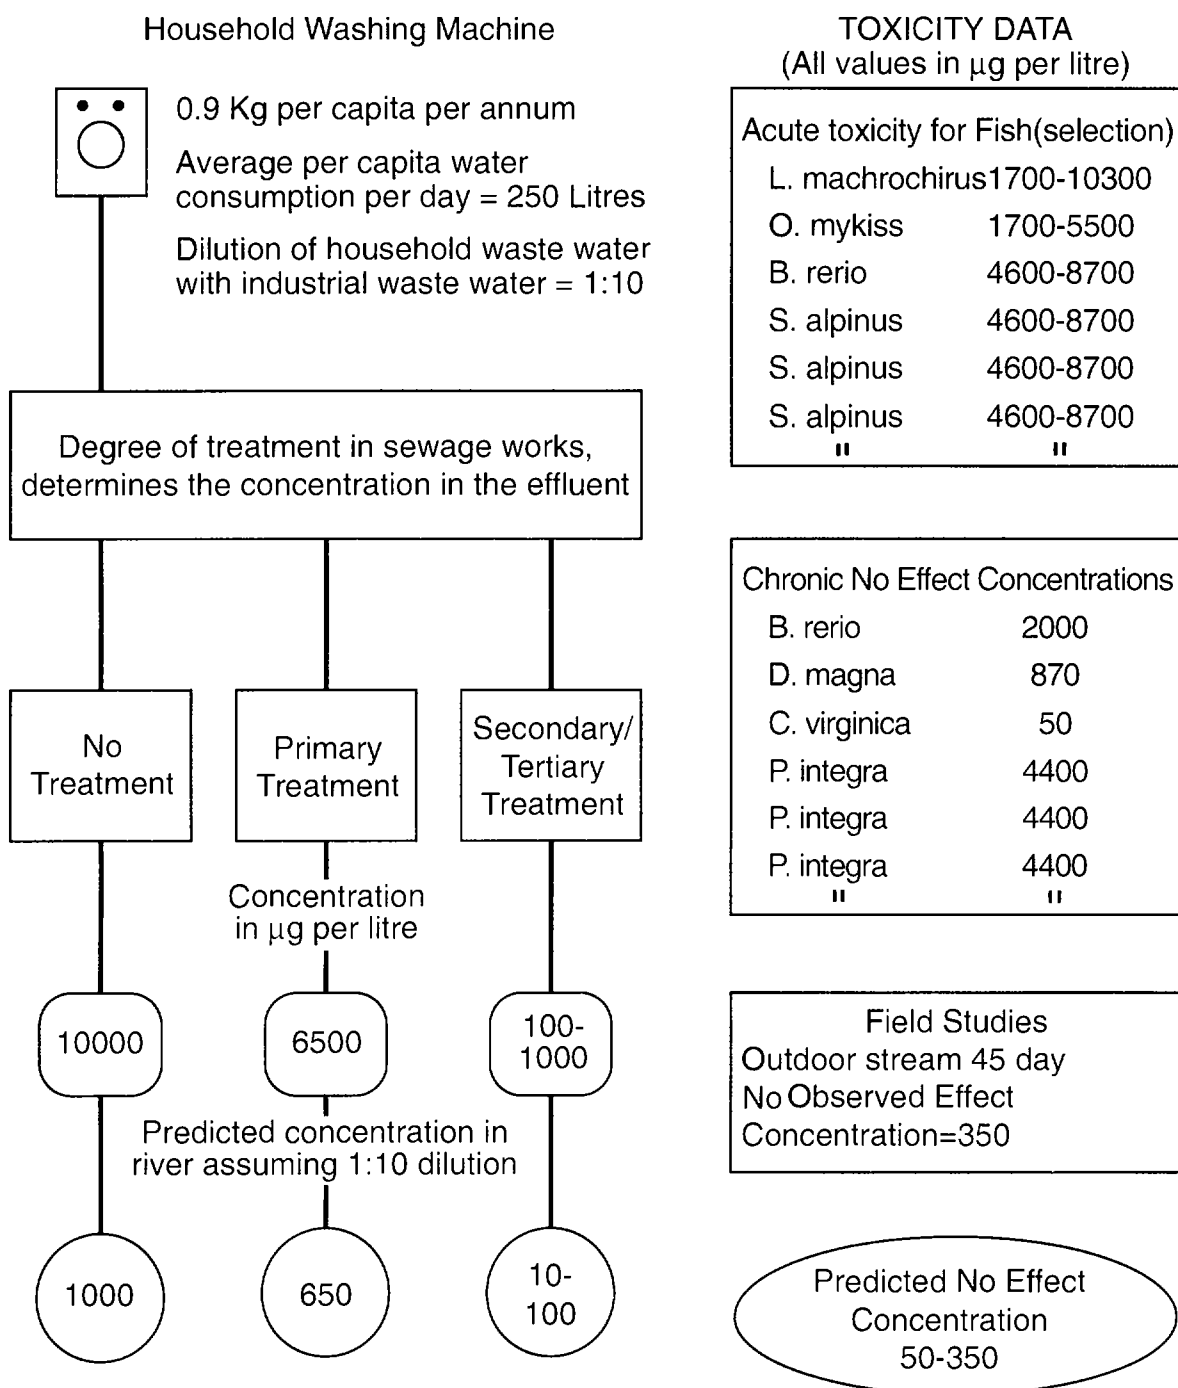 Household Washing Machine
0.9 Kg per capita per annum
Average per capita water
consumption per day = 250 Litres
Dilution of household waste water
with industrial waste water = 1:10
Degree of treatment in sewage works,
determines the concentration in the effluent
No
Treatment
Primary
Treatment
Secondary/
Tertiary
Treatment
Concentration
in µg per litre
10000
6500
100-
1000
Predicted concentration in
river assuming 1:10 dilution
1000
650
10-
100
TOXICITY DATA
(All values in µg per litre)
Acute toxicity for Fish(selection)
L. machrochirus1700-10300
O. mykiss 1700-5500
B. rerio 4600-8700
S. alpinus 4600-8700
S. alpinus 4600-8700
S. alpinus 4600-8700
" "
Chronic No Effect Concentrations
B. rerio 2000
D. magna 870
C. virginica 50
P. integra 4400
P. integra 4400
P. integra 4400
" "
Field Studies
Outdoor stream 45 day
No Observed Effect
Concentration=350
Predicted No Effect
Concentration
50-350